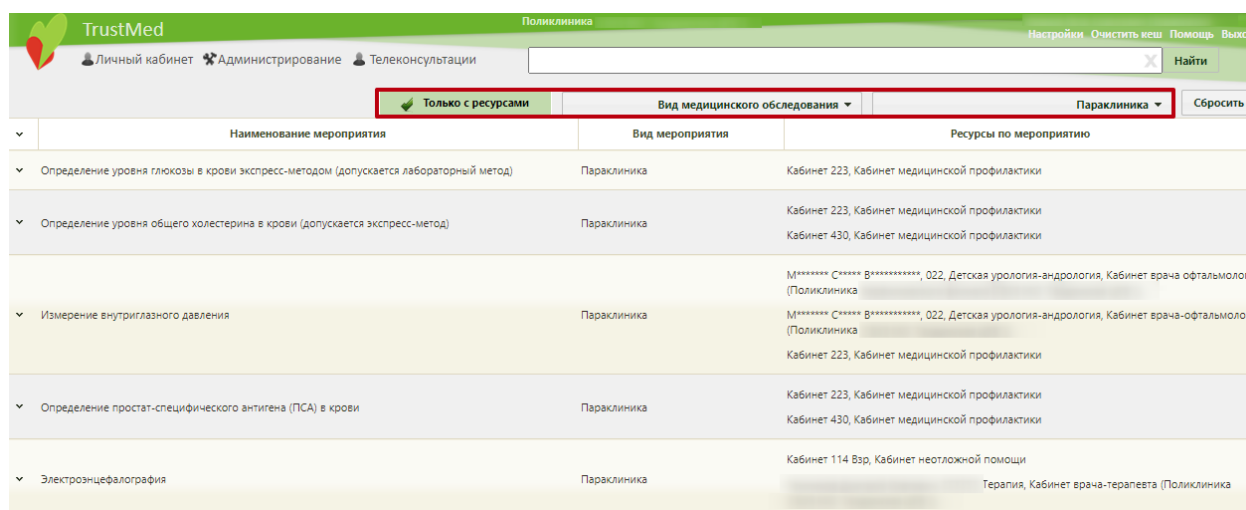 TrustMed
Поликлиника
Настройки Очистить кеш Помощь
Личный кабинет Администрирование Телеконсультации
X Найти
Только с ресурсами Вид медицинского обследования Параклиника Сбросить
Наименование мероприятия Вид мероприятия Ресурсы по мероприятию
Определение уровня глюкозы в крови экспресс-методом (допускается лабораторный метод) Параклиника Кабинет 223, Кабинет медицинской профилактики
Кабинет 223, Кабинет медицинской профилактики
Определение уровня общего холестерина в крови (допускается экспресс-метод) Параклиника
Кабинет 430, Кабинет медицинской профилактики
М******* С***** В***********, 022, Детская урология-андрология, Кабинет врача офтальмоло
(Поликлиника
Измерение внутриглазного давления Параклиника М******* С***** В***********, 022, Детская урология-андрология, Кабинет врача-офтальмоло
(Поликлиника
Кабинет 223, Кабинет медицинской профилактики
Кабинет 223, Кабинет медицинской профилактики
Определение простат-специфического антигена (ПСА) в крови Параклиника
Кабинет 430, Кабинет медицинской профилактики
Кабинет 114 Взр, Кабинет неотложной помощи
Электроэнцефалография Параклиника
Терапия, Кабинет врача-терапевта (Поликлиника